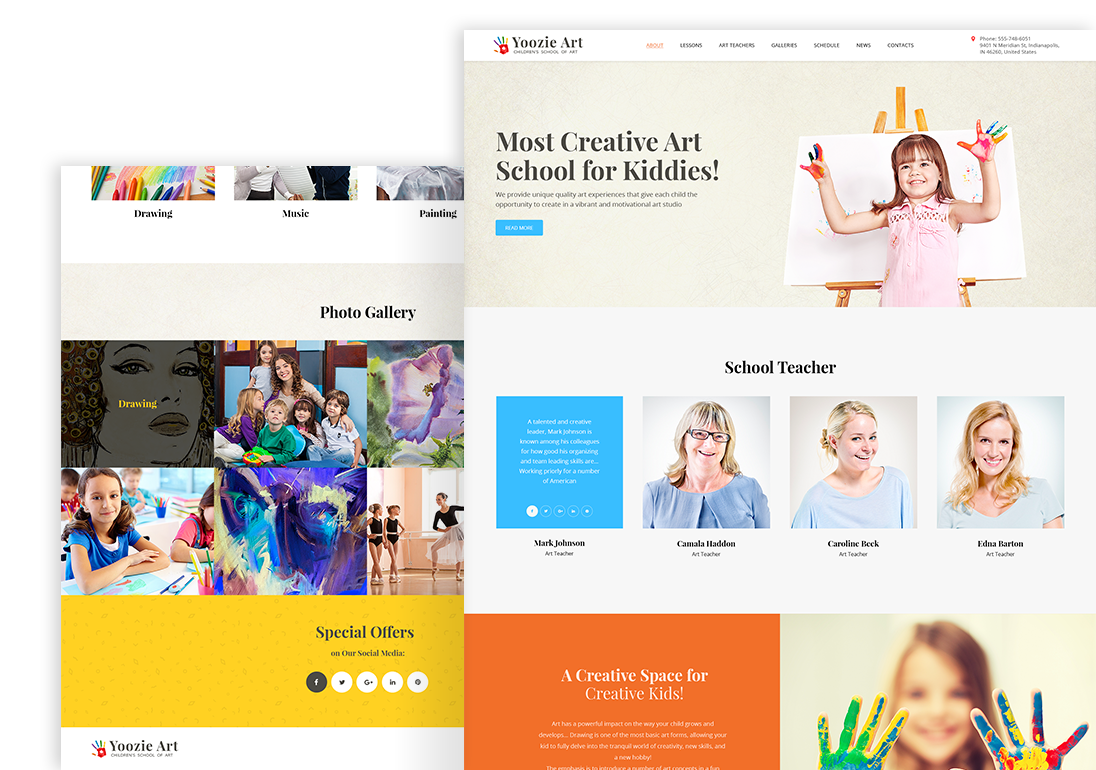 Yoozie Art
CHILDREN'S SCHOOL OF ART
ABOUT
LESSONS
ART TEACHERS
GALLERIES
SCHEDULE
NEWS
CONTACTS
Phone: 555-748-6051
9401 N Meridian St, Indianapolis,
IN 46260, United States
Most Creative Art
School for Kiddies!
We provide unique quality art experiences that give each child the
opportunity to create in a vibrant and motivational art studio
READ MORE
School Teacher
A talented and creative
leader, Mark Johnson is
known among his colleagues
for how good his organizing
and team leading skills are...
Working priorly for a number
of American
Mark Johnson
Art Teacher
Camala Haddon
Art Teacher
Caroline Beek
Art Teacher
Edna Barton
Art Teacher
A Creative Space for
Creative Kids!
Art has a powerful impact on the way your child grows and
develops... Drawing is one of the most basic art forms, allowing your
kid to fully delve into the tranquil world of creativity, new skills, and
a new hobby!
The emphasis is to introduce a number of art concepts in a fun
Drawing
Music
Painting
Photo Gallery
Drawing
Special Offers
on Our Social Media:
Yoozie Art
CHILDREN'S SCHOOL OF ART